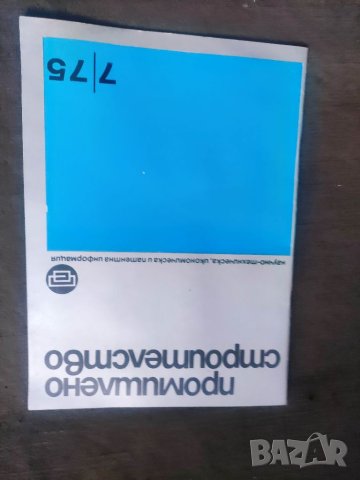 промишлено
строителство
научно-техническа, икономическа и патентна информация
7/75
BAZAR